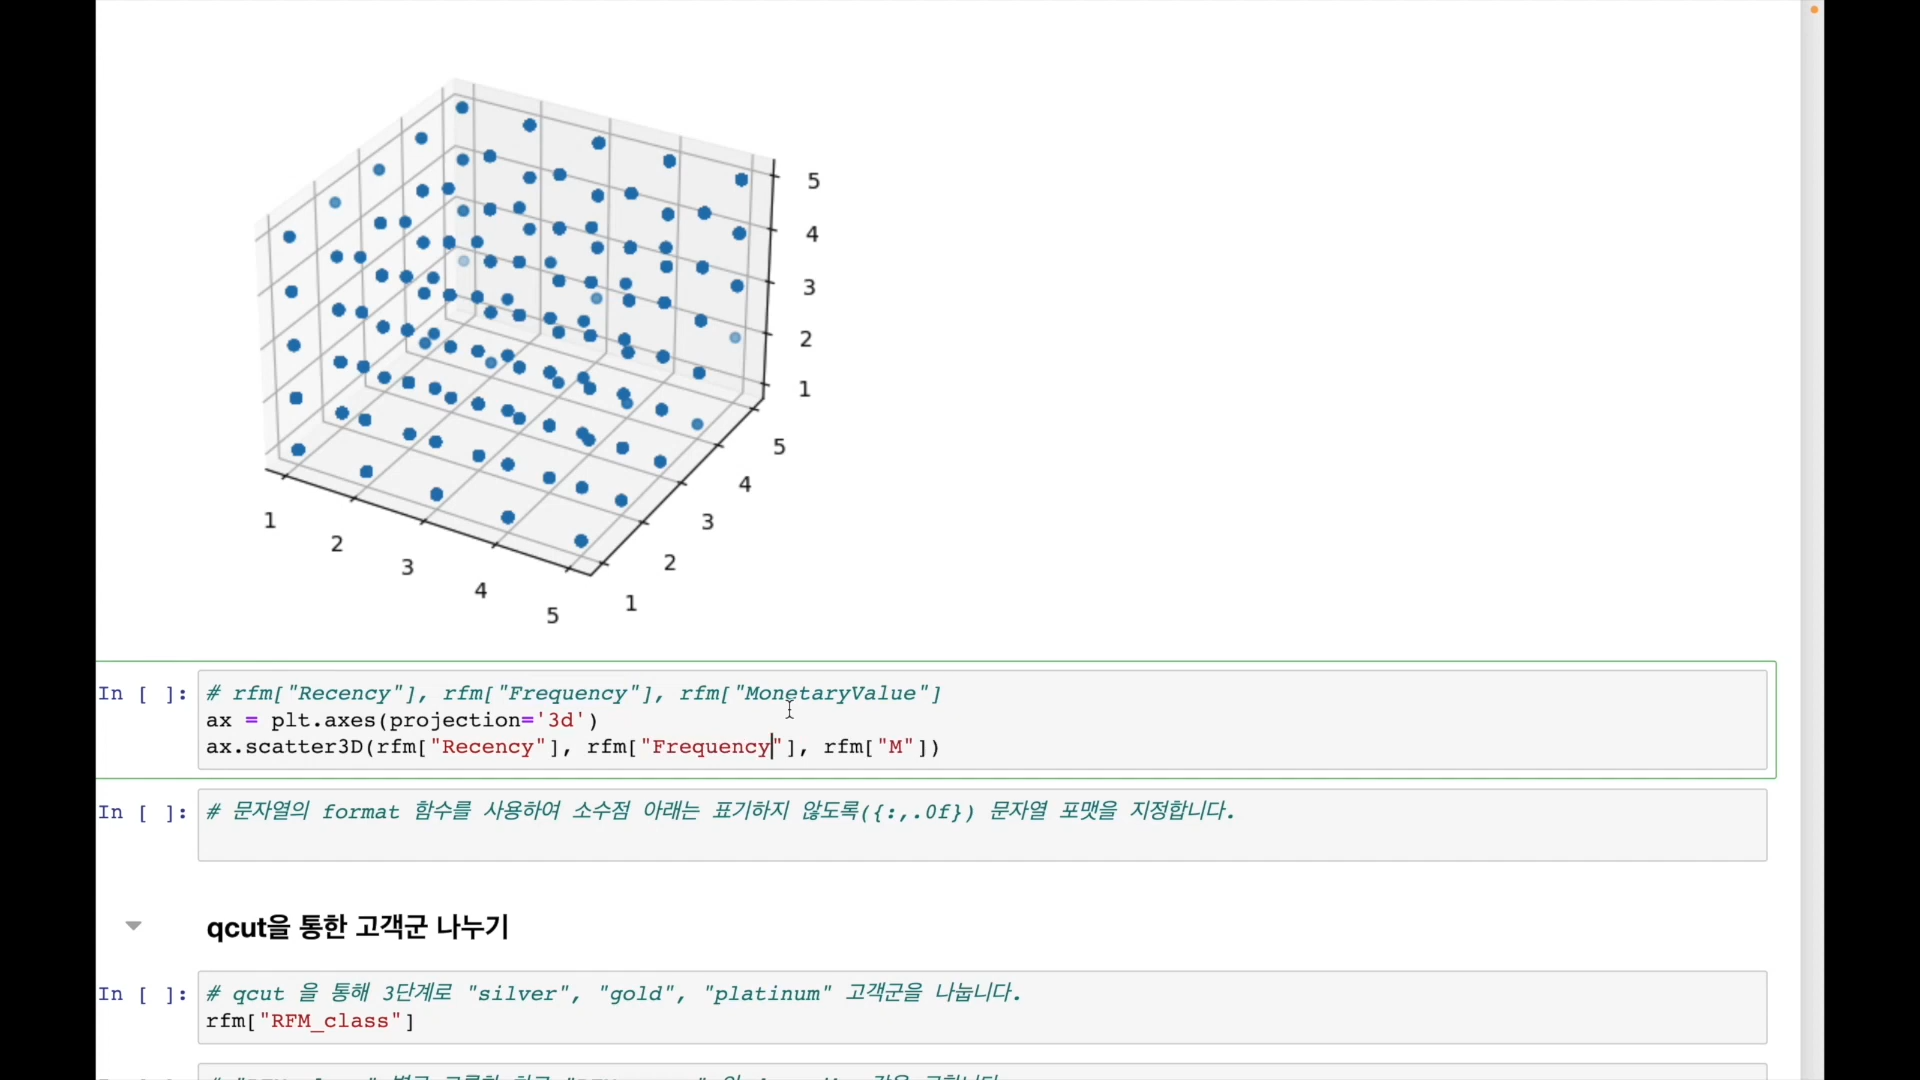 5
4
3
2
1
5
4
3
2
1
1
2
3
4
5
In [ ]: # rfm["Recency"], rfm["Frequency"], rfm["MonetaryValue"]
ax = plt.axes(projection='3d')
ax.scatter3D(rfm["Recency"], rfm["Frequency"], rfm["M"])
In [ ]: # 문자열의 format 함수를 사용하여 소수점 아래는 표기하지 않도록({:,.0f}) 문자열 포맷을 지정합니다.
qcut을 통한 고객군 나누기
In [ ]: # qcut 을 통해 3단계로 "silver", "gold", "platinum" 고객군을 나눕니다.
rfm["RFM_class"]